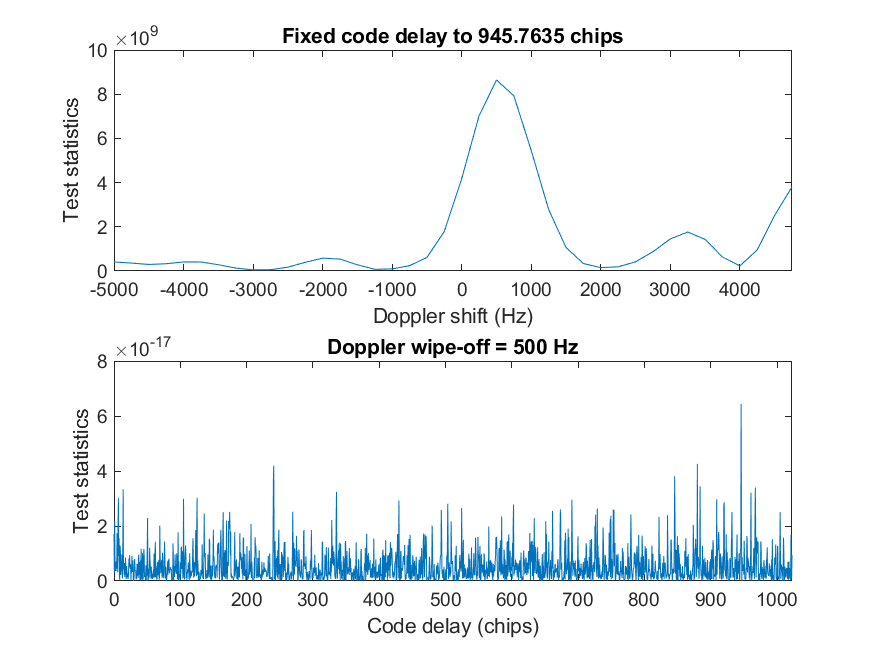 ×10^9
Fixed code delay to 945.7635 chips
10
8
6
4
2
0
Test statistics
-5000 -4000 -3000 -2000 -1000 0 1000 2000 3000 4000
Doppler shift (Hz)
×10^-17
Doppler wipe-off = 500 Hz
8
6
4
2
0
Test statistics
0 100 200 300 400 500 600 700 800 900 1000
Code delay (chips)